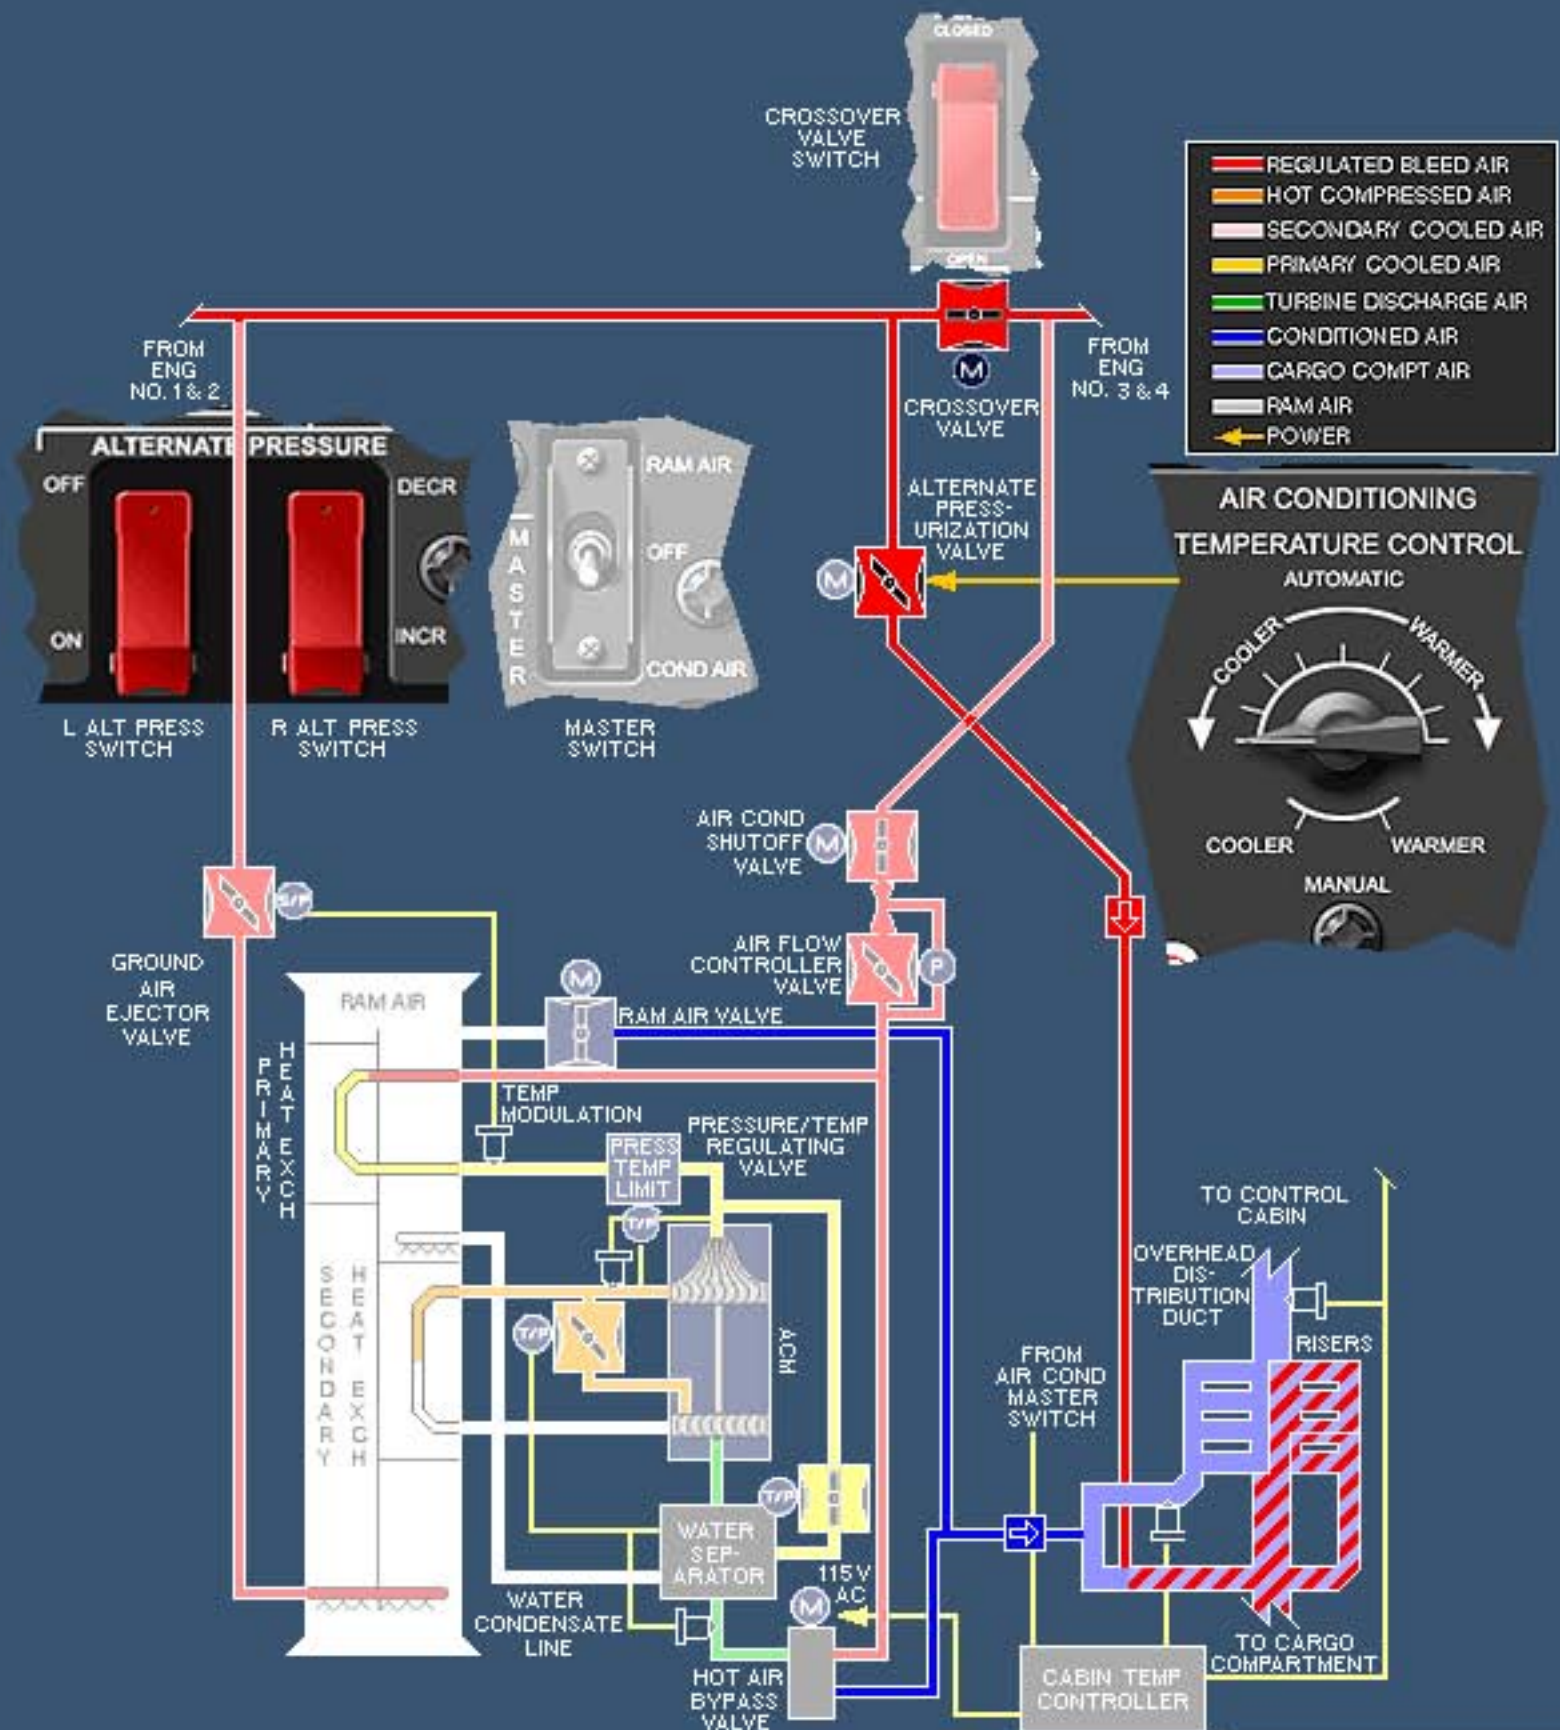 CLOSED
CROSSOVER
VALVE
SWITCH
OPEN
REGULATED BLEED AIR
HOT COMPRESSED AIR
SECONDARY COOLED AIR
PRIMARY COOLED AIR
TURBINE DISCHARGE AIR
CONDITIONED AIR
CARGO COMPT AIR
RAM AIR
POWER
FROM
ENG
NO. 1 & 2
FROM
ENG
NO. 3 & 4
M
CROSSOVER
VALVE
ALTERNATE PRESSURE
OFF
DECR
ON
INCR
L ALT PRESS
SWITCH
R ALT PRESS
SWITCH
MASTER
RAM AIR
OFF
COND AIR
MASTER
SWITCH
ALTERNATE
PRESS-
URIZATION
VALVE
M
AIR CONDITIONING
TEMPERATURE CONTROL
AUTOMATIC
COOLER
WARMER
COOLER
WARMER
MANUAL
AIR COND
SHUTOFF
VALVE
M
S/P
GROUND
AIR
EJECTOR
VALVE
AIR FLOW
CONTROLLER
VALVE
P
RAM AIR
M
RAM AIR VALVE
PRIMARY
HEAT EXCH
TEMP
MODULATION
PRESS
TEMP
LIMIT
PRESSURE/TEMP
REGULATING
VALVE
T/P
SECONDARY
HEAT EXCH
T/P
ACM
T/P
WATER
SEP-
ARATOR
WATER
CONDENSATE
LINE
115 V
AC
M
HOT AIR
BYPASS
VALVE
FROM
AIR COND
MASTER
SWITCH
TO CONTROL
CABIN
OVERHEAD
DIS-
TRIBUTION
DUCT
RISERS
TO CARGO
COMPARTMENT
CABIN TEMP
CONTROLLER